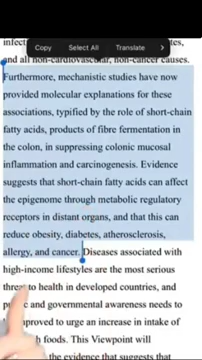 Copy Select All Translate
and all non-cardiovascular, non-cancer causes.
Furthermore, mechanistic studies have now
provided molecular explanations for these
associations, typified by the role of short-chain
fatty acids, products of fibre fermentation in
the colon, in suppressing colonic mucosal
inflammation and carcinogenesis. Evidence
suggests that short-chain fatty acids can affect
the epigenome through metabolic regulatory
receptors in distant organs, and that this can
reduce obesity, diabetes, atherosclerosis,
allergy, and cancer. Diseases associated with
high-income lifestyles are the most serious
to health in developed countries, and
and governmental awareness needs to
improved to urge an increase in intake of
foods. This Viewpoint will
the evidence that suggests that